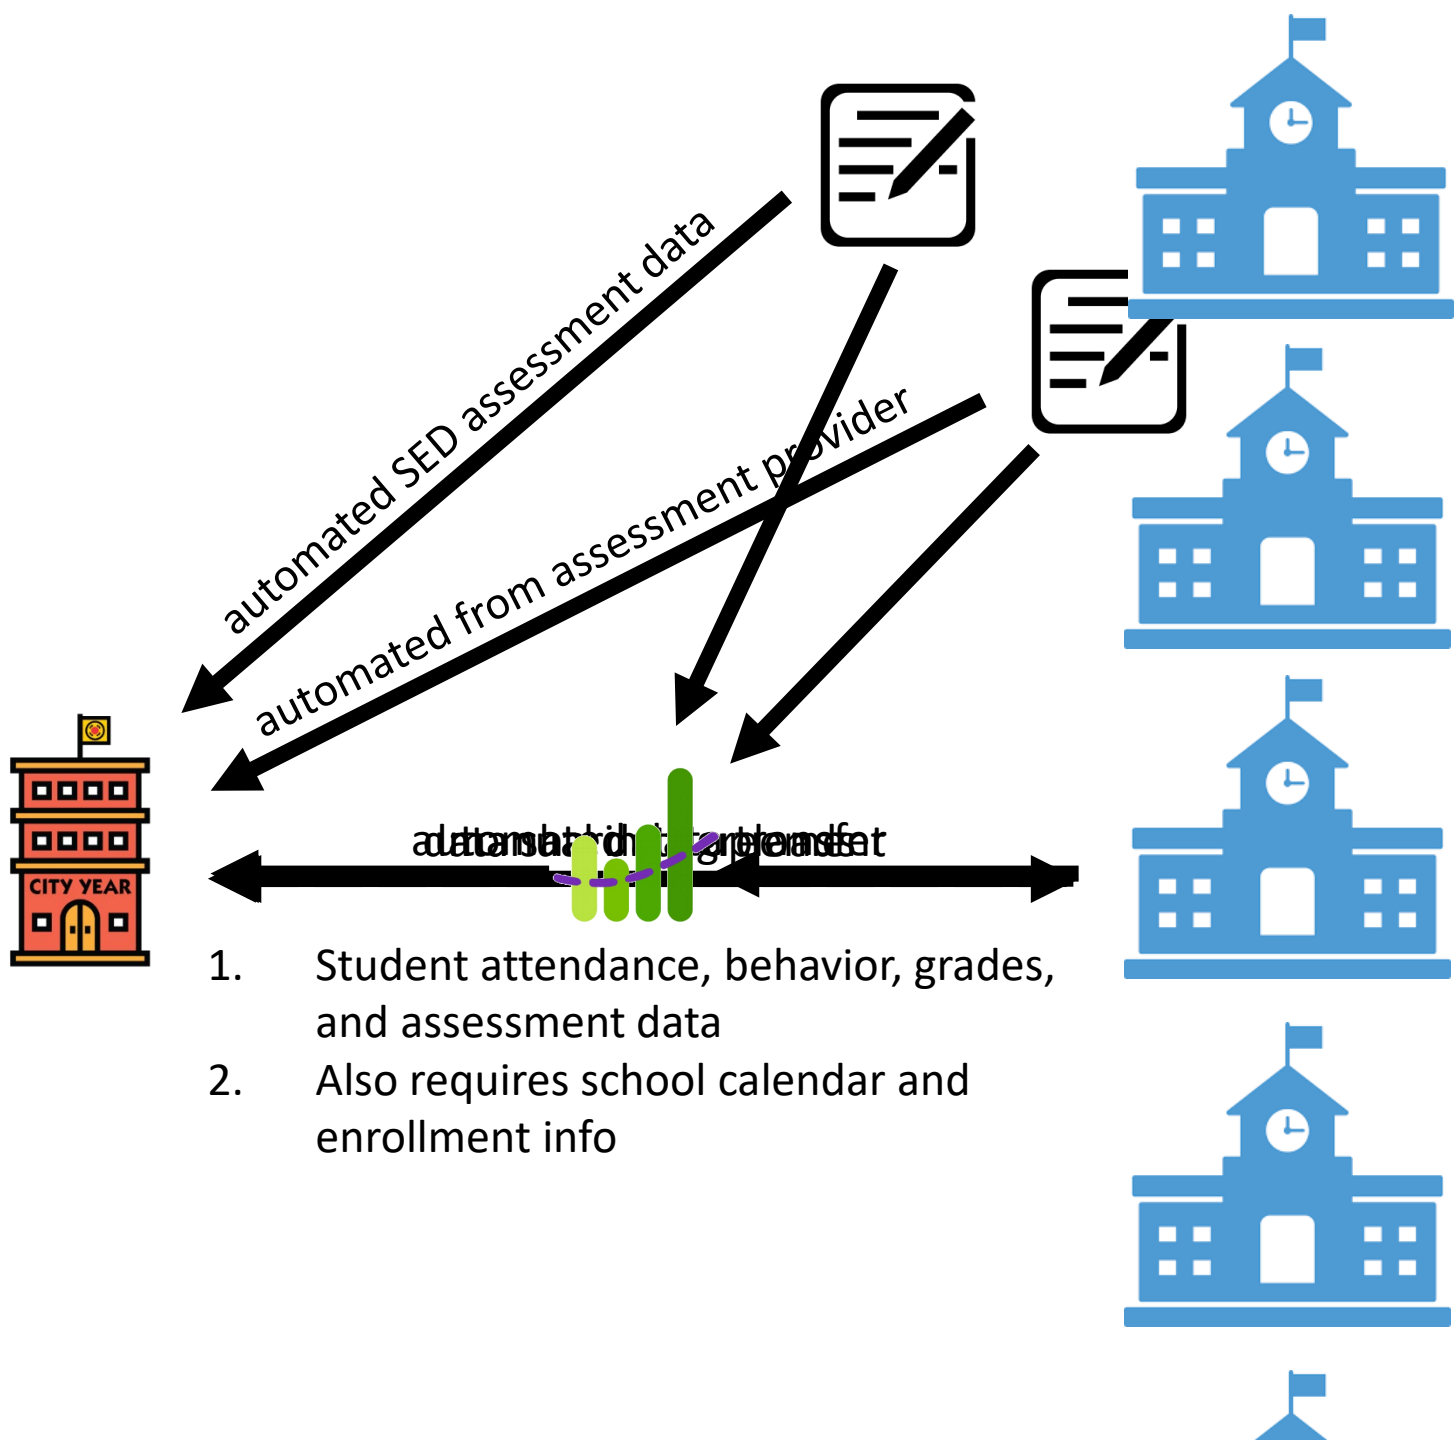 automated SED assessment data
automated from assessment provider
CITY YEAR
1. Student attendance, behavior, grades,
and assessment data
2. Also requires school calendar and
enrollment info